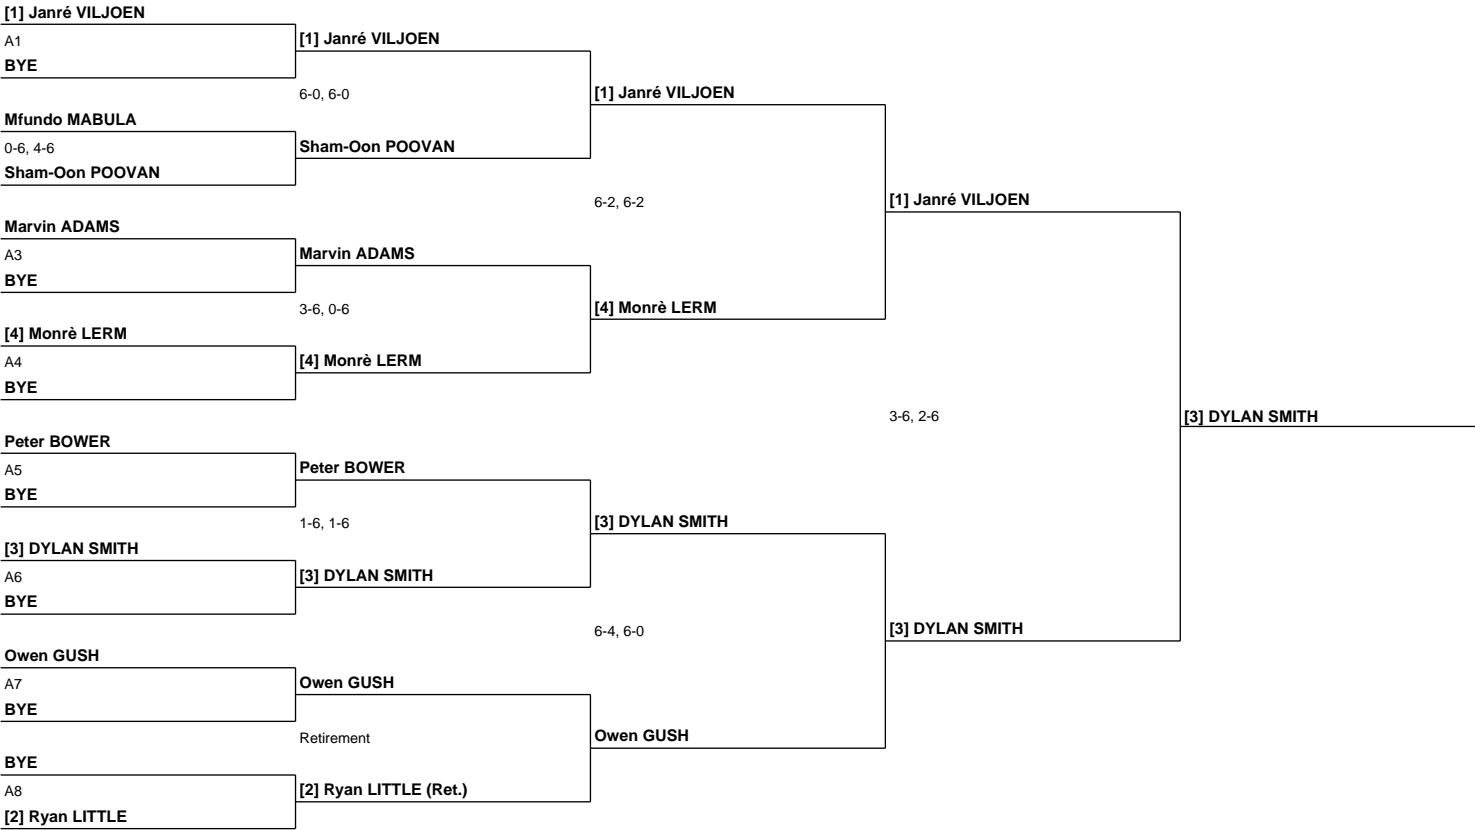 [1] Janré VILJOEN
A1
BYE
[1] Janré VILJOEN
6-0, 6-0
[1] Janré VILJOEN
Mfundo MABULA
0-6, 4-6
Sham-Oon POOVAN
Sham-Oon POOVAN
6-2, 6-2
[1] Janré VILJOEN
Marvin ADAMS
A3
BYE
Marvin ADAMS
3-6, 0-6
[4] Monrè LERM
[4] Monrè LERM
A4
BYE
[4] Monrè LERM
3-6, 2-6
[3] DYLAN SMITH
Peter BOWER
A5
BYE
Peter BOWER
1-6, 1-6
[3] DYLAN SMITH
[3] DYLAN SMITH
A6
BYE
[3] DYLAN SMITH
6-4, 6-0
[3] DYLAN SMITH
Owen GUSH
A7
BYE
Owen GUSH
Retirement
Owen GUSH
BYE
A8
[2] Ryan LITTLE
[2] Ryan LITTLE (Ret.)